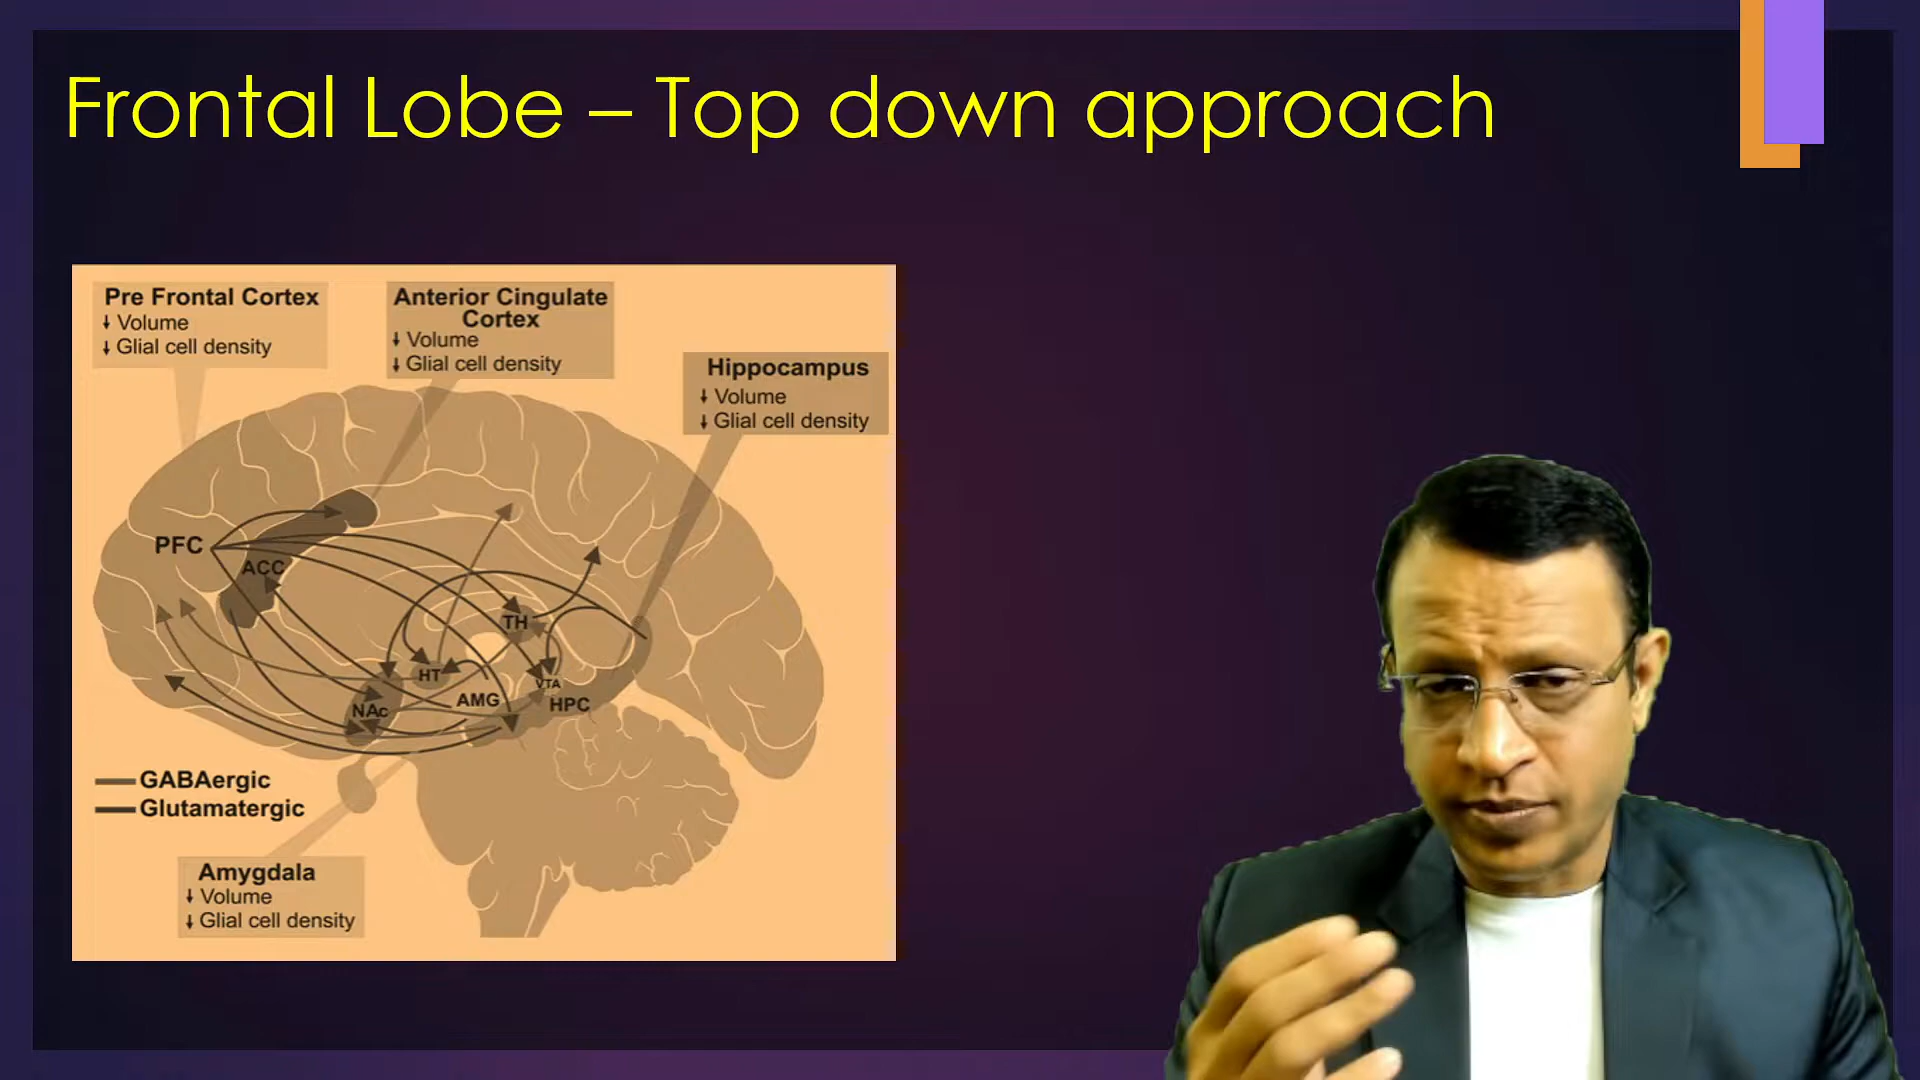 Frontal Lobe – Top down approach
Pre Frontal Cortex
↓ Volume
↓ Glial cell density
Anterior Cingulate
Cortex
↓ Volume
↓ Glial cell density
Hippocampus
↓ Volume
↓ Glial cell density
PFC
ACC
TH
HT
VTA
AMG
HPC
NAc
GABAergic
Glutamatergic
Amygdala
↓ Volume
↓ Glial cell density